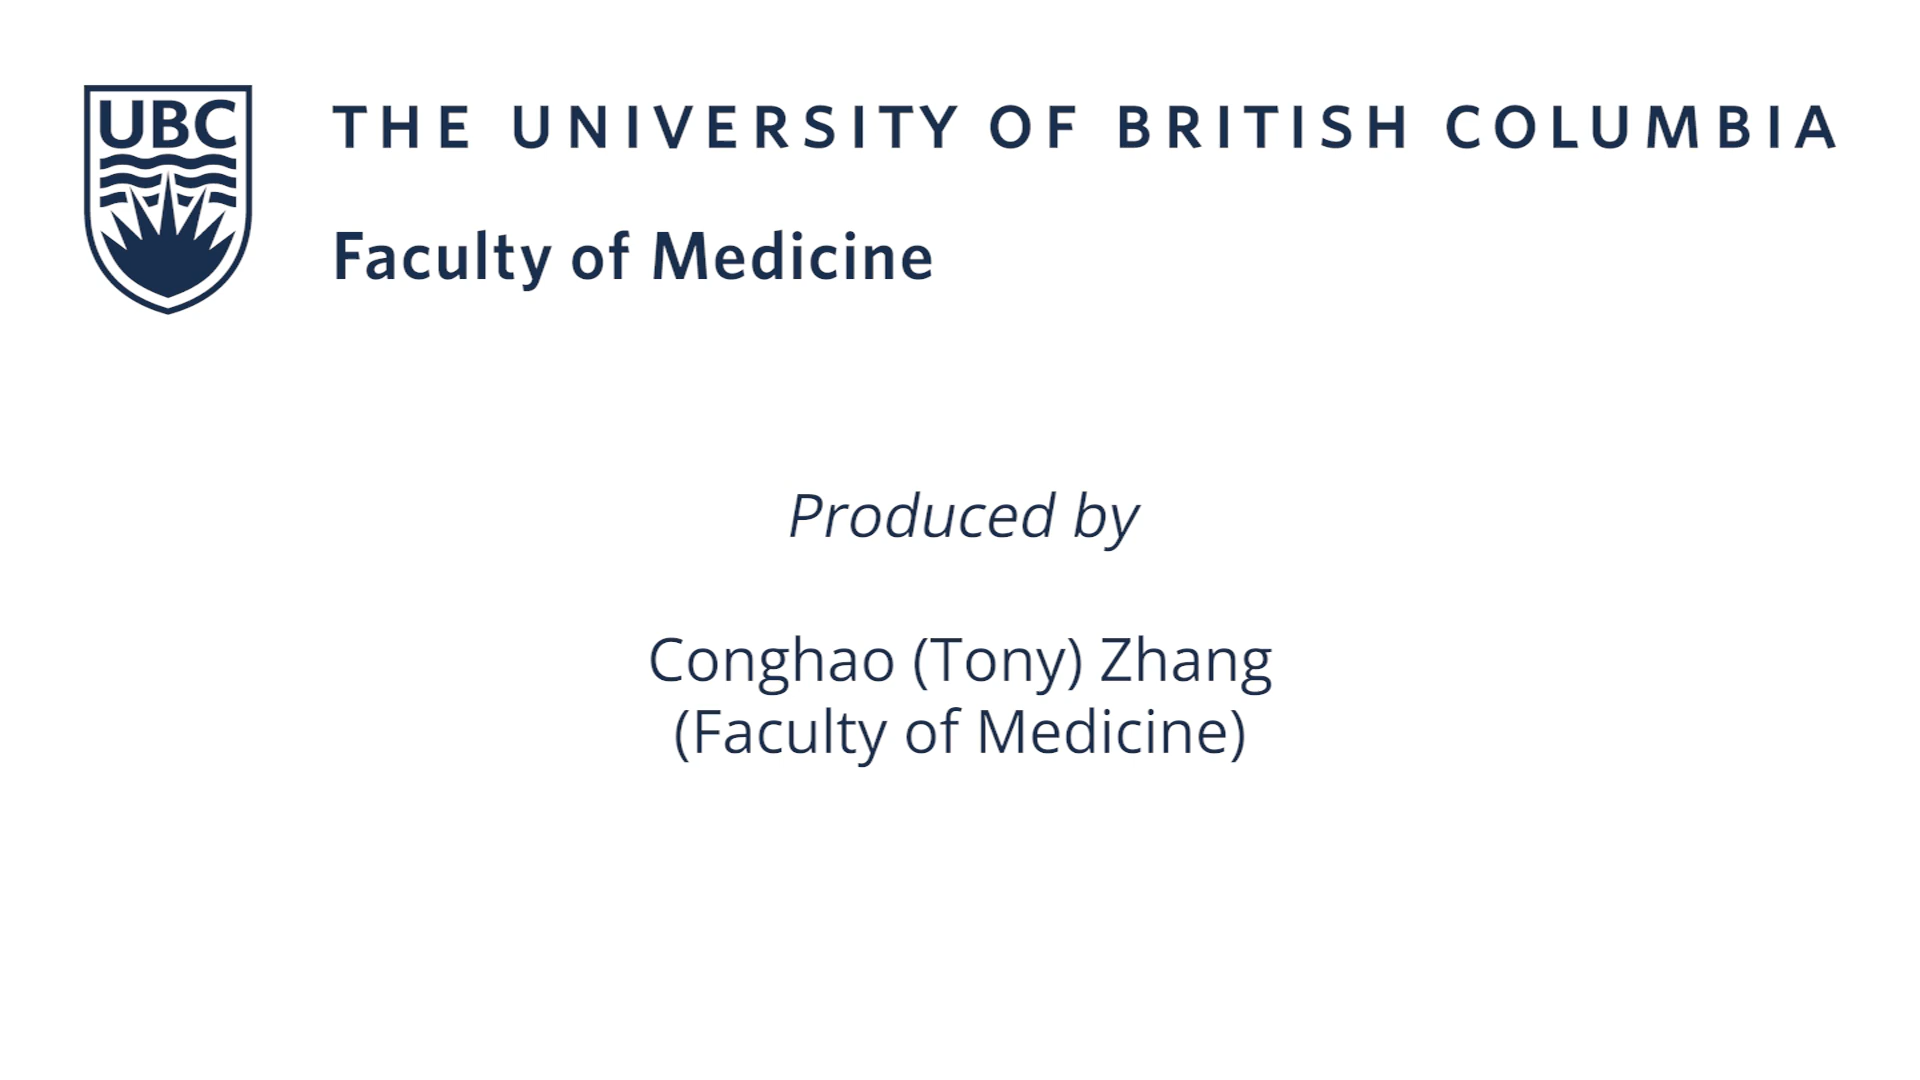 UBC
THE UNIVERSITY OF BRITISH COLUMBIA
Faculty of Medicine
Produced by
Conghao (Tony) Zhang
(Faculty of Medicine)